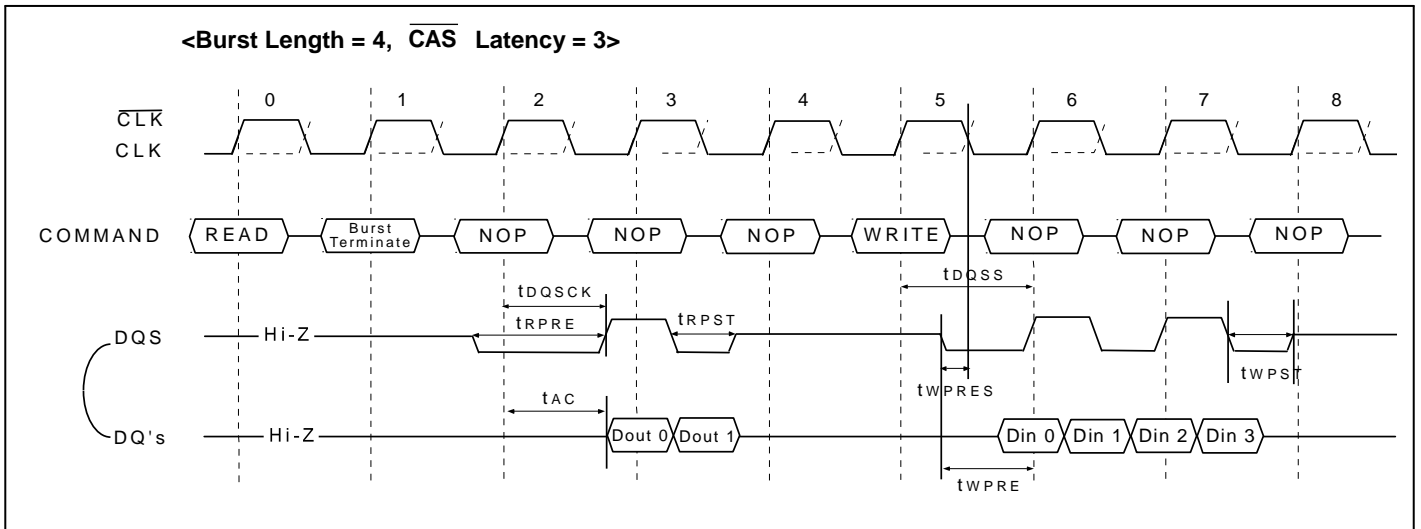 <Burst Length = 4, CAS Latency = 3>
0 1 2 3 4 5 6 7 8
CLK
CLK
COMMAND READ Burst Terminate NOP NOP NOP WRITE NOP NOP NOP
tDQSS
tDQSCK
tRPRE tRPST
DQS Hi-Z
tWPST
tWPRES
tAC
DQ's Hi-Z Dout 0 Dout 1 Din 0 Din 1 Din 2 Din 3
tWPRE